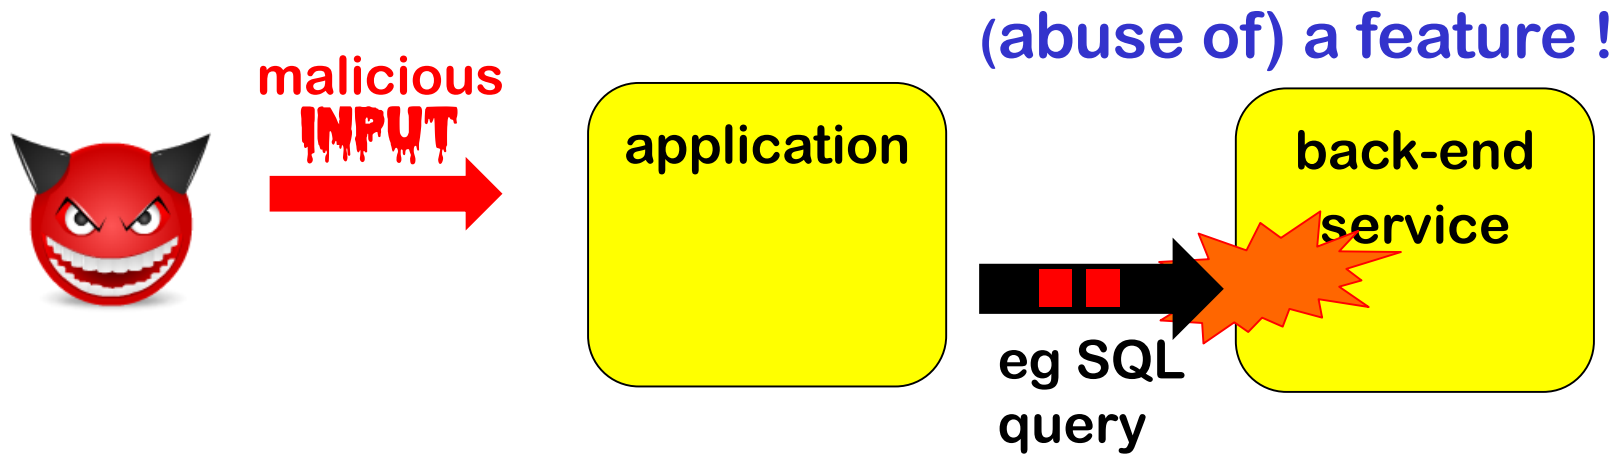 (abuse of) a feature !
malicious
INPUT
application
back-end
service
eg SQL
query